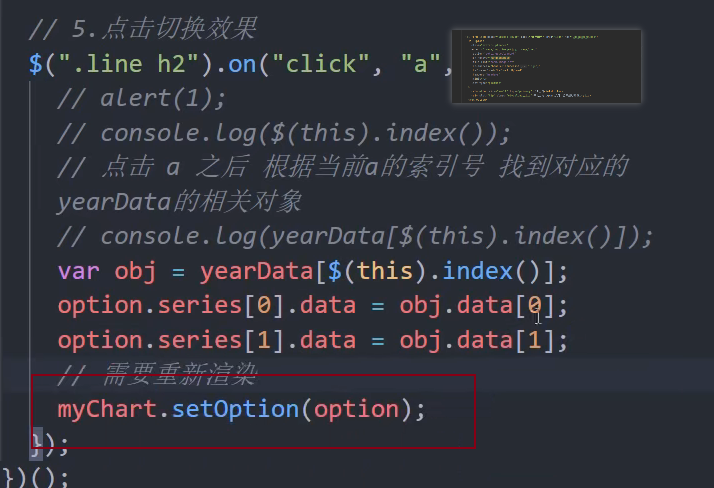 // 5.点击切换效果
$(".line h2").on("click", "a",
// alert(1);
// console.log($(this).index());
// 点击 a 之后 根据当前a的索引号 找到对应的
yearData的相关对象
// console.log(yearData[$(this).index()]);
var obj = yearData[$(this).index()];
option.series[0].data = obj.data[0];
option.series[1].data = obj.data[1];
// 需要重新渲染
myChart.setOption(option);
});
})();